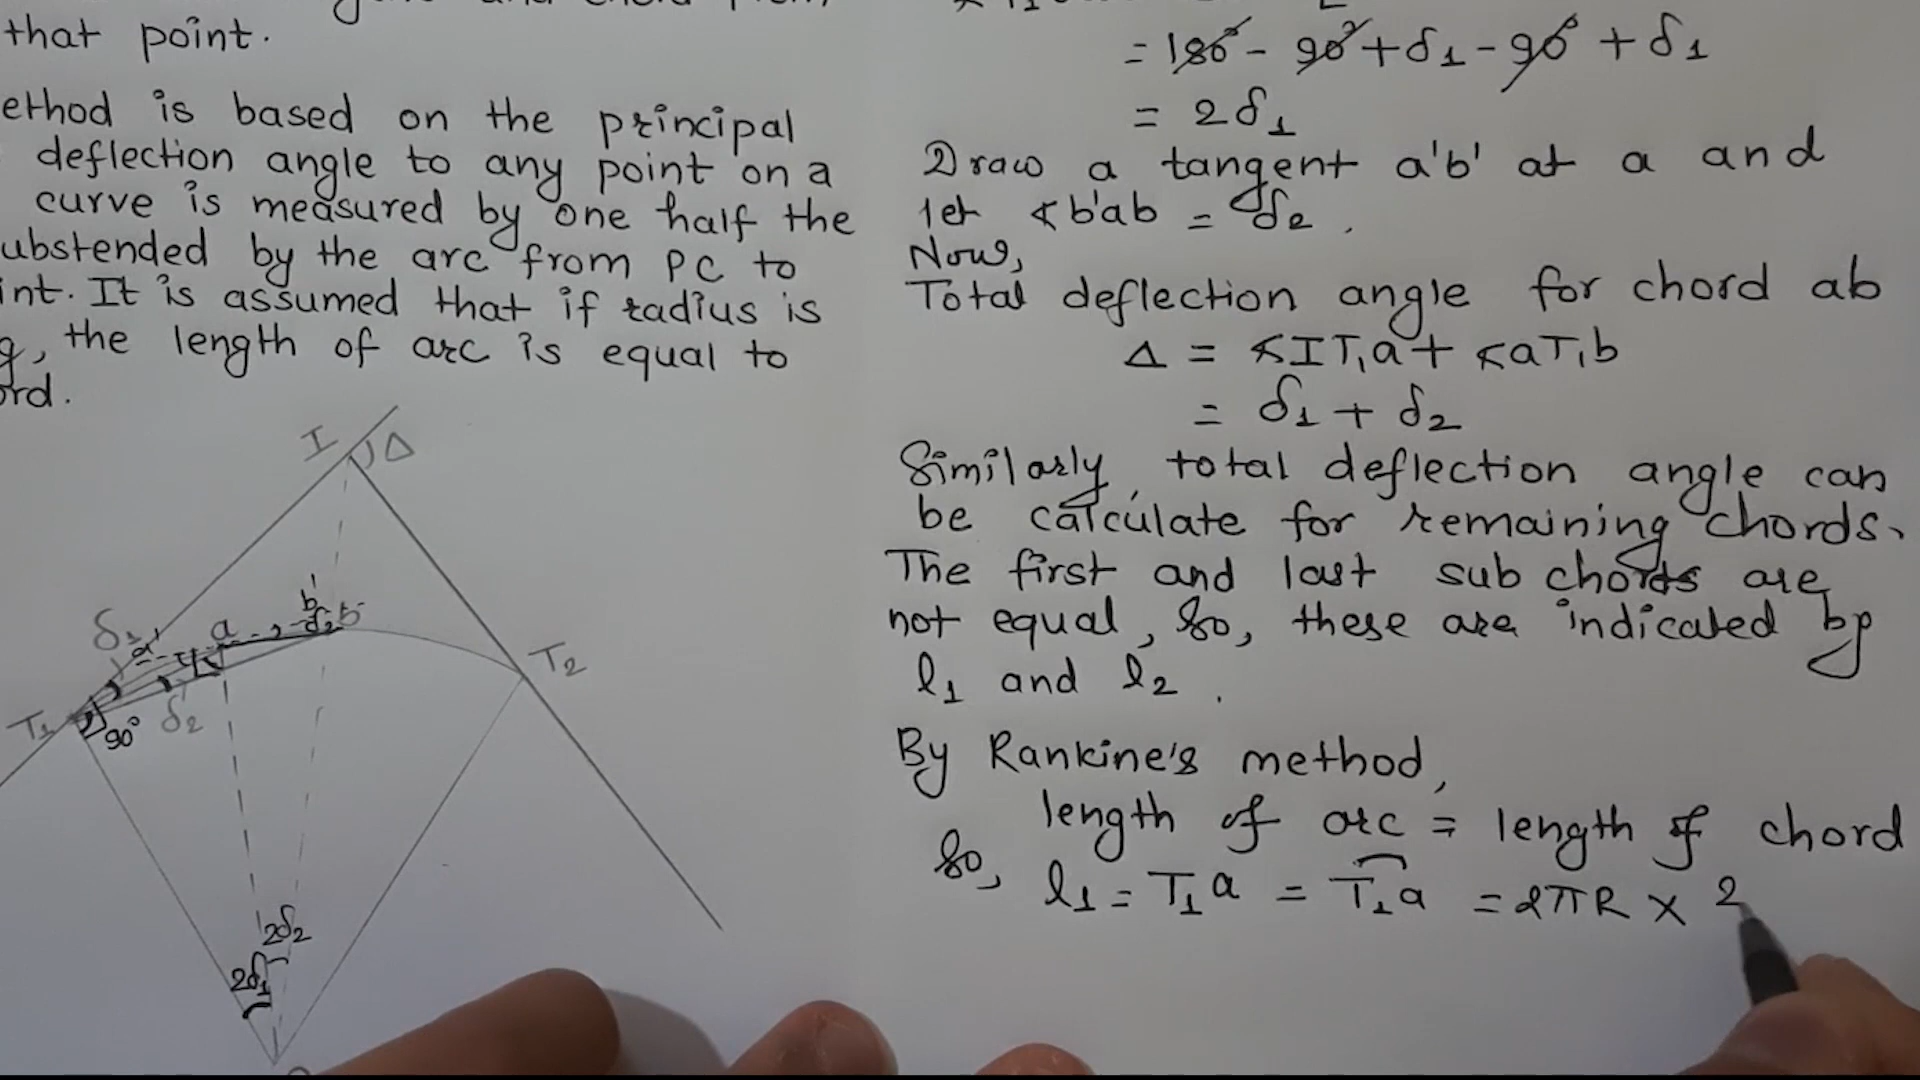 that point.
ethod is based on the principal
deflection angle to any point on a
curve is measured by one half the
ubstended by the arc from PC to
int. It is assumed that if radius is
g, the length of arc is equal to
ord.
I Δ
δ1 a' a b' δ2 b
T1 90° δ2 T2
2δ2
2δ1
= 180° - 90° + δ1 - 90° + δ1
= 2δ1
Draw a tangent a'b' at a and
let ∢b'ab = δ2.
Now,
Total deflection angle for chord ab
Δ = ∢IT1a + ∢aT1b
= δ1 + δ2
Similarly, total deflection angle can
be calculate for remaining chords.
The first and last sub chords are
not equal, so, these are indicated by
l1 and l2.
By Rankine's method,
length of arc = length of chord
So, l1 = T1a = T1a = 2πR × 2